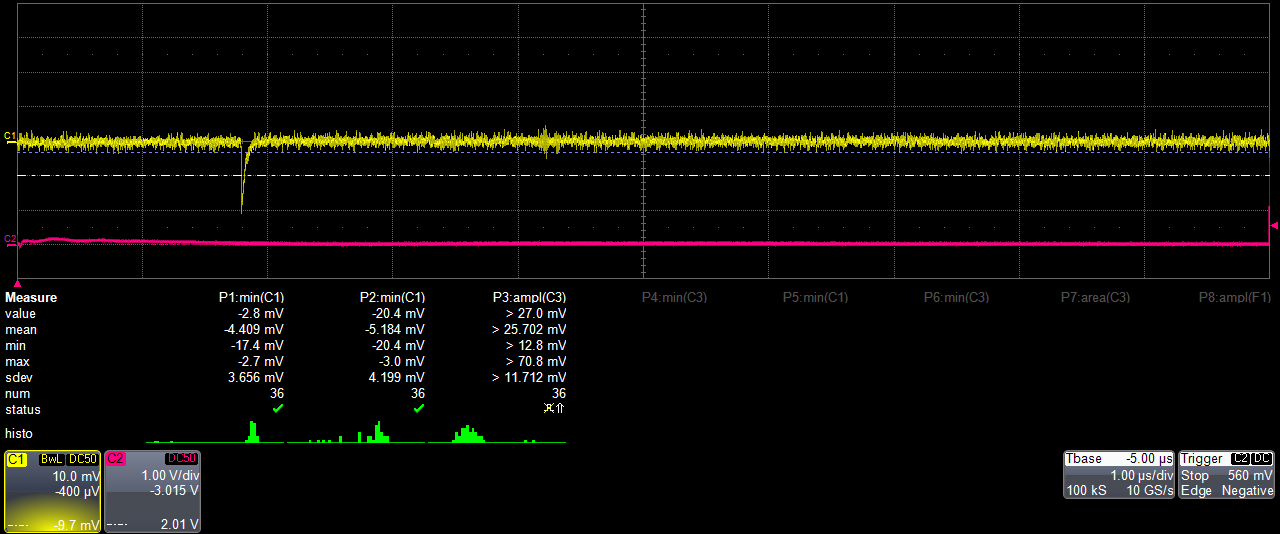 C1
C2
Measure P1:min(C1) P2:min(C1) P3:ampl(C3) P4:min(C3) P5:min(C1) P6:min(C3) P7:area(C3) P8:ampl(F1)
value -2.8 mV -20.4 mV > 27.0 mV
mean -4.409 mV -5.184 mV > 25.702 mV
min -17.4 mV -20.4 mV > 12.8 mV
max -2.7 mV -3.0 mV > 70.8 mV
sdev 3.656 mV 4.199 mV > 11.712 mV
num 36 36 36
status
histo
C1 BwL DC50
10.0 mV
-400 µV
-9.7 mV
C2 DC50
1.00 V/div
-3.015 V
2.01 V
Tbase -5.00 µs
1.00 µs/div
100 kS 10 GS/s
Trigger C2 DC
Stop 560 mV
Edge Negative